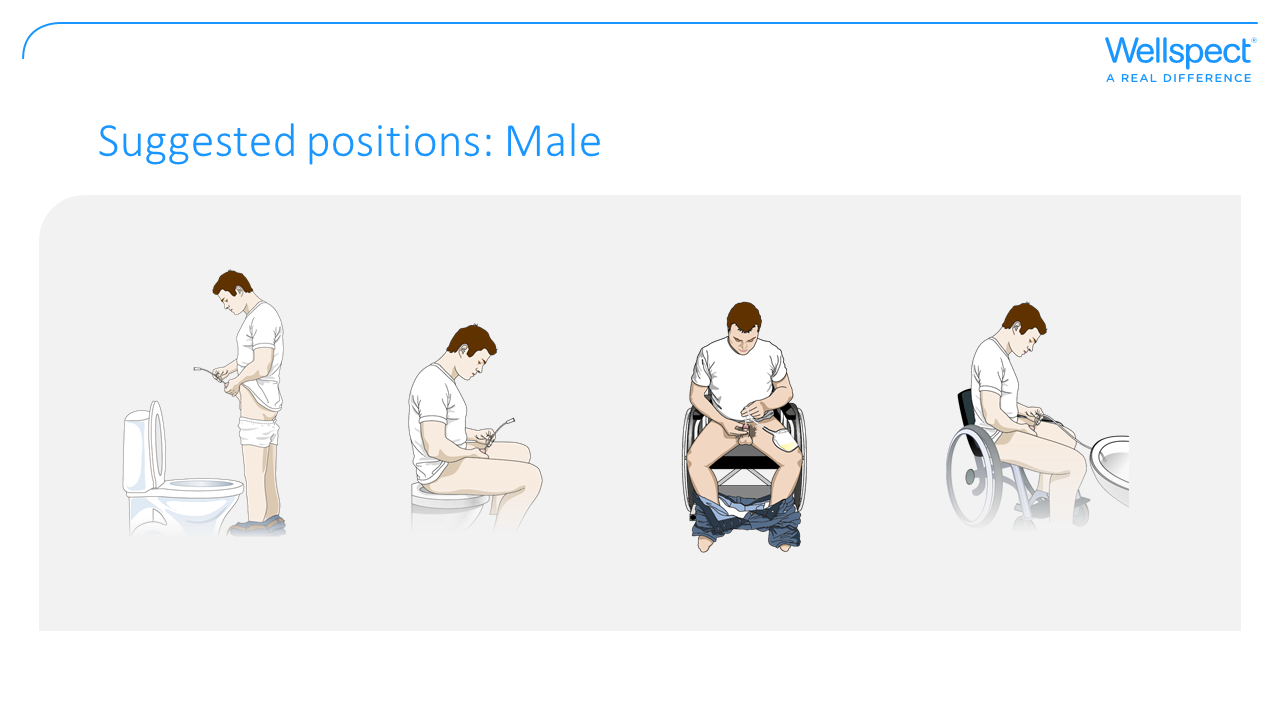 Wellspect®
A REAL DIFFERENCE
Suggested positions: Male